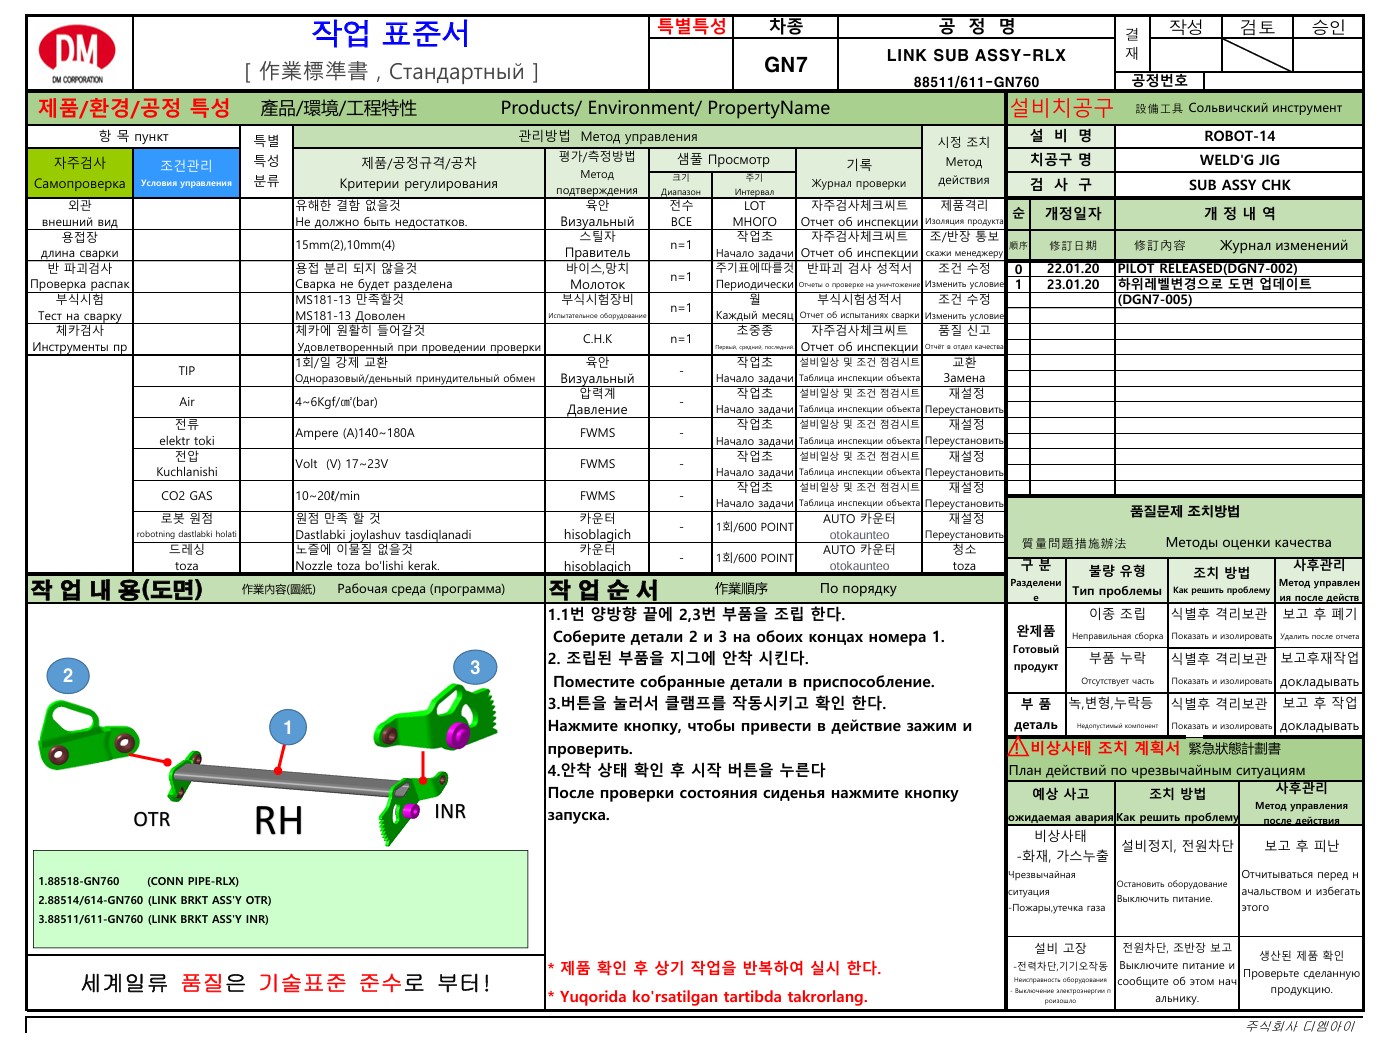 DM
DM CORPORATION
작업 표준서
[ 作業標準書 , Стандартный ]
특별특성
차종
공 정 명
GN7
LINK SUB ASSY-RLX
88511/611-GN760
결재
작성
검토
승인
공정번호
제품/환경/공정 특성 產品/環境/工程特性 Products/ Environment/ PropertyName
항 목 пункт
특별
특성
분류
관리방법 Метод управления
시정 조치
Метод
действия
자주검사
Самопроверка
조건관리
Условия управления
제품/공정규격/공차
Критерии регулирования
평가/측정방법
Метод
подтверждения
샘풀 Просмотр
크기
Диапазон
주기
Интервал
기록
Журнал проверки
외관
внешний вид
유해한 결함 없을것
Не должно быть недостатков.
육안
Визуальный
전수
ВСЕ
LOT
МНОГО
자주검사체크씨트
Отчет об инспекции
제품격리
Изоляция продукта
용접장
длина сварки
15mm(2),10mm(4)
스틸자
Правитель
n=1
작업초
Начало задачи
자주검사체크씨트
Отчет об инспекции
조/반장 통보
скажи менеджеру
반 파괴검사
Проверка распак
용접 분리 되지 않을것
Сварка не будет разделена
바이스,망치
Молоток
n=1
주기표에따를것
Периодически
반파괴 검사 성적서
Отчеты о проверке на уничтожение
조건 수정
Изменить условие
부식시험
Тест на сварку
MS181-13 만족할것
MS181-13 Доволен
부식시험장비
Испытательное оборудование
n=1
월
Каждый месяц
부식시험성적서
Отчет об испытаниях сварки
조건 수정
Изменить условие
체카검사
Инструменты пр
체카에 원활히 들어갈것
Удовлетворенный при проведении проверки
C.H.K
n=1
초중종
Первый, средний, последний.
자주검사체크씨트
Отчет об инспекции
품질 신고
Отчёт в отдел качества
TIP
1회/일 강제 교환
Одноразовый/деньный принудительный обмен
육안
Визуальный
-
작업초
Начало задачи
설비일상 및 조건 점검시트
Таблица инспекции объекта
교환
Замена
Air
4~6Kgf/㎠(bar)
압력계
Давление
-
작업초
Начало задачи
설비일상 및 조건 점검시트
Таблица инспекции объекта
재설정
Переустановить
전류
elektr toki
Ampere (A)140~180A
FWMS
-
작업초
Начало задачи
설비일상 및 조건 점검시트
Таблица инспекции объекта
재설정
Переустановить
전압
Kuchlanishi
Volt (V) 17~23V
FWMS
-
작업초
Начало задачи
설비일상 및 조건 점검시트
Таблица инспекции объекта
재설정
Переустановить
CO2 GAS
10~20ℓ/min
FWMS
-
작업초
Начало задачи
설비일상 및 조건 점검시트
Таблица инспекции объекта
재설정
Переустановить
로봇 원점
robotning dastlabki holati
원점 만족 할 것
Dastlabki joylashuv tasdiqlanadi
카운터
hisoblagich
-
1회/600 POINT
AUTO 카운터
otokaunteo
재설정
Переустановить
드레싱
toza
노즐에 이물질 없을것
Nozzle toza bo'lishi kerak.
카운터
hisoblagich
-
1회/600 POINT
AUTO 카운터
otokaunteo
청소
toza
설비치공구 設備工具 Сольвичский инструмент
설 비 명
ROBOT-14
치공구 명
WELD'G JIG
검 사 구
SUB ASSY CHK
순
개정일자
개 정 내 역
順序
修訂日期
修訂內容 Журнал изменений
0 22.01.20 PILOT RELEASED(DGN7-002)
1 23.01.20 하위레벨변경으로 도면 업데이트
(DGN7-005)
품질문제 조치방법
質量問題措施辦法 Методы оценки качества
구 분
Разделени
е
불량 유형
Тип проблемы
조치 방법
Как решить проблему
사후관리
Метод управлен
ия после действ
완제품
Готовый
продукт
이종 조립
Неправильная сборка
식별후 격리보관
Показать и изолировать
보고 후 폐기
Удалить после отчета
부품 누락
Отсутствует часть
식별후 격리보관
Показать и изолировать
보고후재작업
докладывать
부 품
деталь
녹,변형,누락등
Недопустимый компонент
식별후 격리보관
Показать и изолировать
보고 후 작업
докладывать
비상사태 조치 계획서 緊急狀態計劃書
План действий по чрезвычайным ситуациям
예상 사고
ожидаемая авария
조치 방법
Как решить проблему
사후관리
Метод управления
после действия
비상사태
-화재, 가스누출
Чрезвычайная
ситуация
-Пожары,утечка газа
설비정지, 전원차단
Остановить оборудование
Выключить питание.
보고 후 피난
Отчитываться перед н
ачальством и избегать
этого
설비 고장
-전력차단,기기오작동
Неисправность оборудования
- Выключение электроэнергии п
роизошло
전원차단, 조반장 보고
Выключите питание и
сообщите об этом нач
альнику.
생산된 제품 확인
Проверьте сделанную
продукцию.
작 업 내 용(도면) 作業內容(圖紙) Рабочая среда (программа)
2
3
1
OTR
RH
INR
1.88518-GN760 (CONN PIPE-RLX)
2.88514/614-GN760 (LINK BRKT ASS'Y OTR)
3.88511/611-GN760 (LINK BRKT ASS'Y INR)
세계일류 품질은 기술표준 준수로 부터!
작 업 순 서 作業順序 По порядку
1.1번 양방향 끝에 2,3번 부품을 조립 한다.
Соберите детали 2 и 3 на обоих концах номера 1.
2. 조립된 부품을 지그에 안착 시킨다.
Поместите собранные детали в приспособление.
3.버튼을 눌러서 클램프를 작동시키고 확인 한다.
Нажмите кнопку, чтобы привести в действие зажим и
проверить.
4.안착 상태 확인 후 시작 버튼을 누른다
После проверки состояния сиденья нажмите кнопку
запуска.
* 제품 확인 후 상기 작업을 반복하여 실시 한다.
* Yuqorida ko'rsatilgan tartibda takrorlang.
주식회사 디엠아이